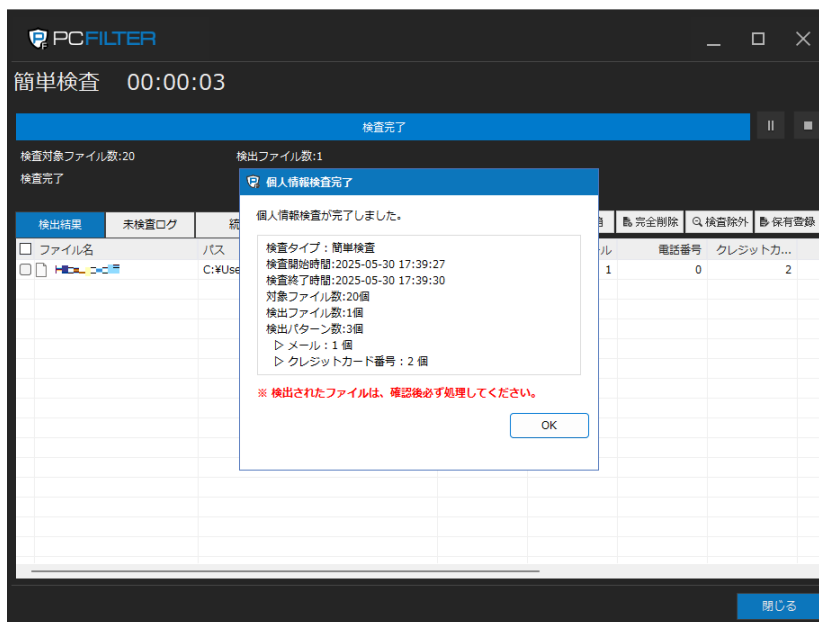 PCFILTER
簡単検査 00:00:03
検査完了
検査対象ファイル数:20 検出ファイル数:1
検査完了
個人情報検査完了
個人情報検査が完了しました。
検査タイプ：簡単検査
検査開始時間:2025-05-30 17:39:27
検査終了時間:2025-05-30 17:39:30
対象ファイル数:20個
検出ファイル数:1個
検出パターン数:3個
▷ メール：1 個
▷ クレジットカード番号：2 個
※ 検出されたファイルは、確認後必ず処理してください。
OK
検出結果 未検査ログ 統 完全削除 検査除外 保有登録
ファイル名 パス ル 電話番号 クレジットカ...
C:¥Use 1 0 2
閉じる